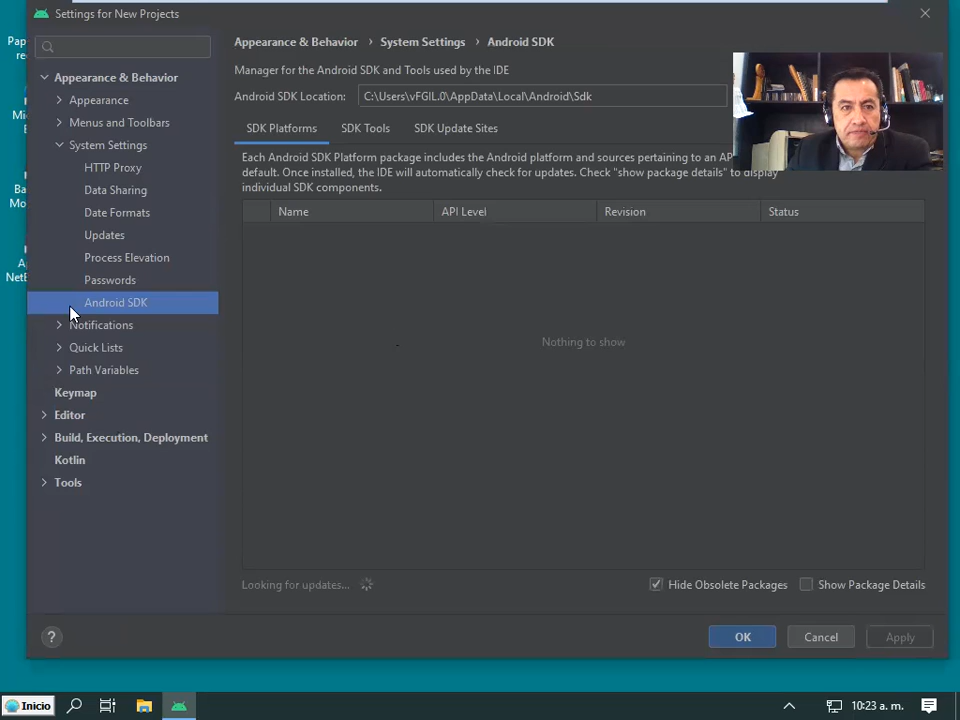 Settings for New Projects
Appearance & Behavior
Appearance
Menus and Toolbars
System Settings
HTTP Proxy
Data Sharing
Date Formats
Updates
Process Elevation
Passwords
Android SDK
Notifications
Quick Lists
Path Variables
Keymap
Editor
Build, Execution, Deployment
Kotlin
Tools
Appearance & Behavior › System Settings › Android SDK
Manager for the Android SDK and Tools used by the IDE
Android SDK Location: C:\Users\vFGIL.0\AppData\Local\Android\Sdk
SDK Platforms SDK Tools SDK Update Sites
Each Android SDK Platform package includes the Android platform and sources pertaining to an AP
default. Once installed, the IDE will automatically check for updates. Check "show package details" to display
individual SDK components.
Name API Level Revision Status
Nothing to show
Looking for updates... Hide Obsolete Packages Show Package Details
? OK Cancel Apply
Inicio 10:23 a. m.